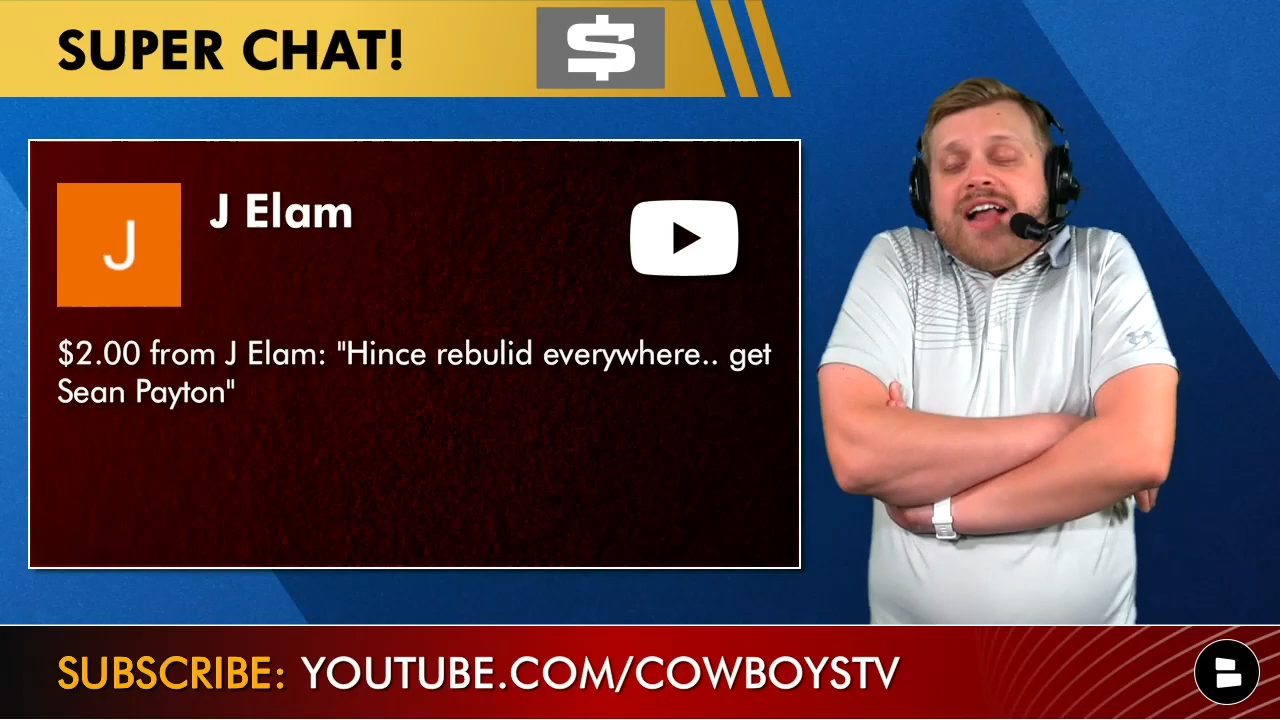 SUPER CHAT!
$
J
J Elam
$2.00 from J Elam: "Hince rebulid everywhere.. get
Sean Payton"
SUBSCRIBE: YOUTUBE.COM/COWBOYSTV